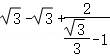 √3 - √3 + 2/(√3/3 - 1)